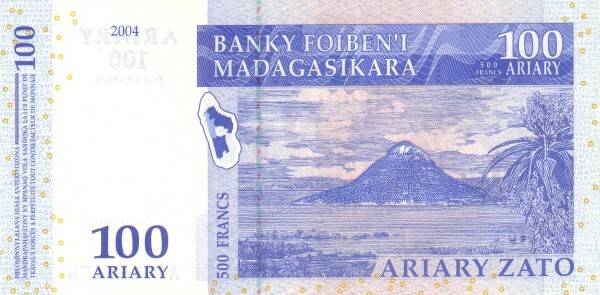 2004
BANKY FOIBEN'I
MADAGASIKARA
100
500
FRANCS
ARIARY
100
500 FRANCS
100
ARIARY
ARIARY ZATO